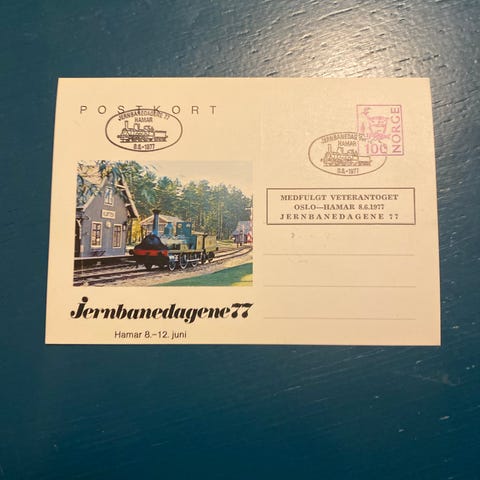 POSTKORT
JERNBANEDAGENE 77
HAMAR
8.6.-1977
JERNBANEDAGENE 77
HAMAR
8.6.-1977
NORGE
100
MEDFULGT VETERANTOGET
OSLO—HAMAR 8.6.1977
JERNBANEDAGENE 77
Jernbanedagene77
Hamar 8.–12. juni